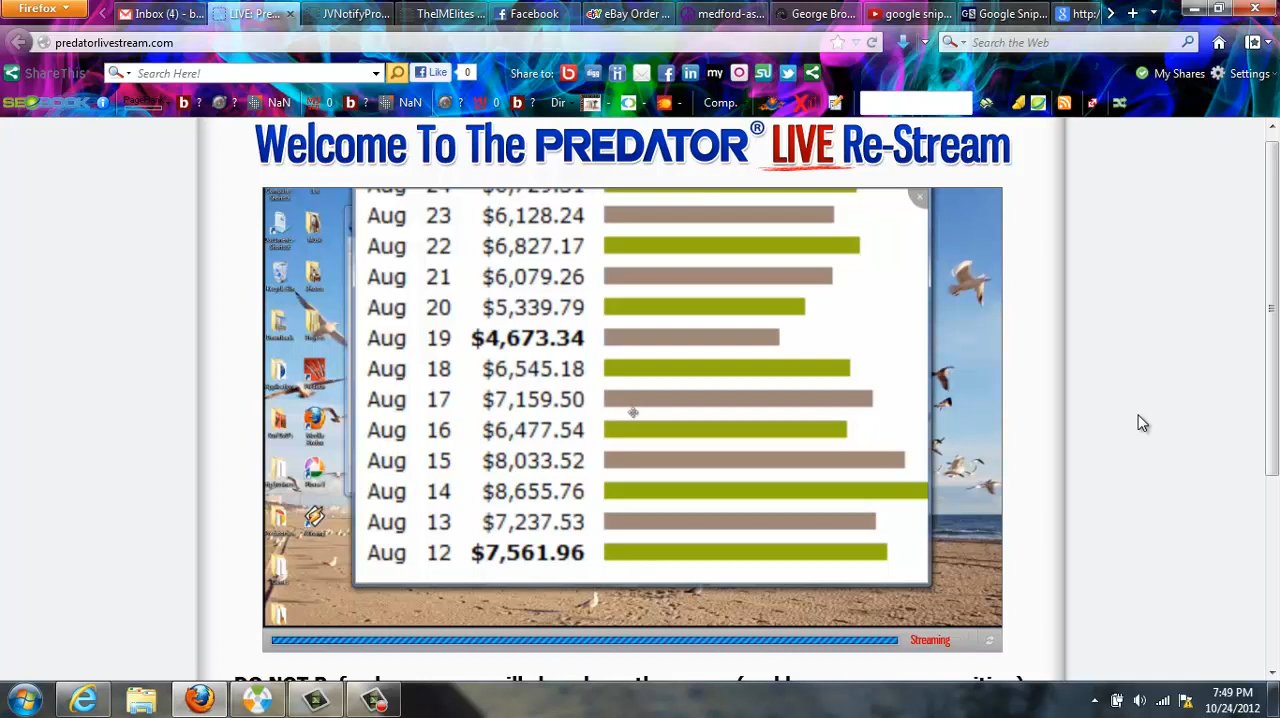 Firefox
Inbox (4) - b...
LIVE: Pre...
JVNotifyPro...
TheIMElites ...
Facebook
eBay Order ...
medford-as...
George Bro...
google snip...
Google Snip...
http:/
predatorlivestream.com
Search the Web
ShareThis
Search Here!
Like
0
Share to:
My Shares
Settings
SEOBOOK
PageRank
b ?
?
NaN
0
b ?
NaN
?
0
b ?
Dir
Comp.
Welcome To The PREDATOR® LIVE Re-Stream
Aug 23 $6,128.24
Aug 22 $6,827.17
Aug 21 $6,079.26
Aug 20 $5,339.79
Aug 19 $4,673.34
Aug 18 $6,545.18
Aug 17 $7,159.50
Aug 16 $6,477.54
Aug 15 $8,033.52
Aug 14 $8,655.76
Aug 13 $7,237.53
Aug 12 $7,561.96
Streaming
7:49 PM
10/24/2012